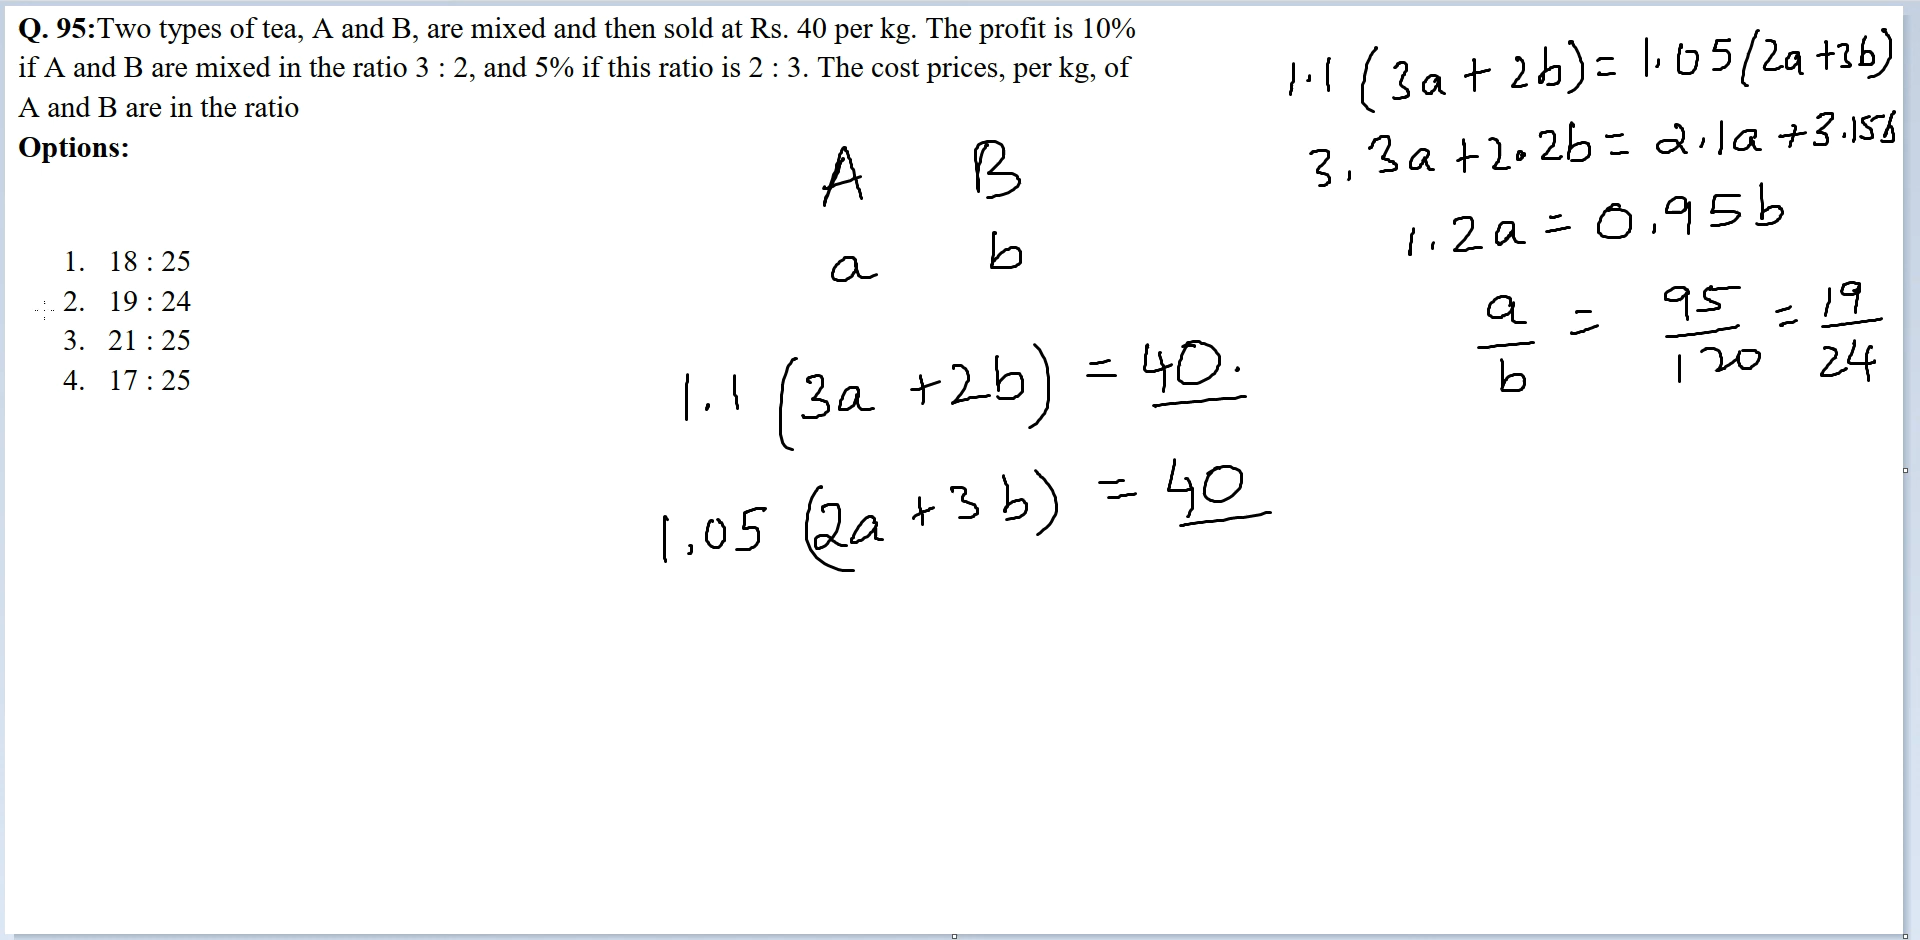 Q. 95:Two types of tea, A and B, are mixed and then sold at Rs. 40 per kg. The profit is 10%
if A and B are mixed in the ratio 3 : 2, and 5% if this ratio is 2 : 3. The cost prices, per kg, of
A and B are in the ratio
Options:
1. 18 : 25
2. 19 : 24
3. 21 : 25
4. 17 : 25
A B
a b
1.1 (3a +2b) = 40.
1.05 (2a +3b) = 40
1.1 (3a + 2b) = 1.05 (2a +3b)
3.3a +2.2b = 2.1a +3.15b
1.2a = 0.95b
a/b = 95/120 = 19/24